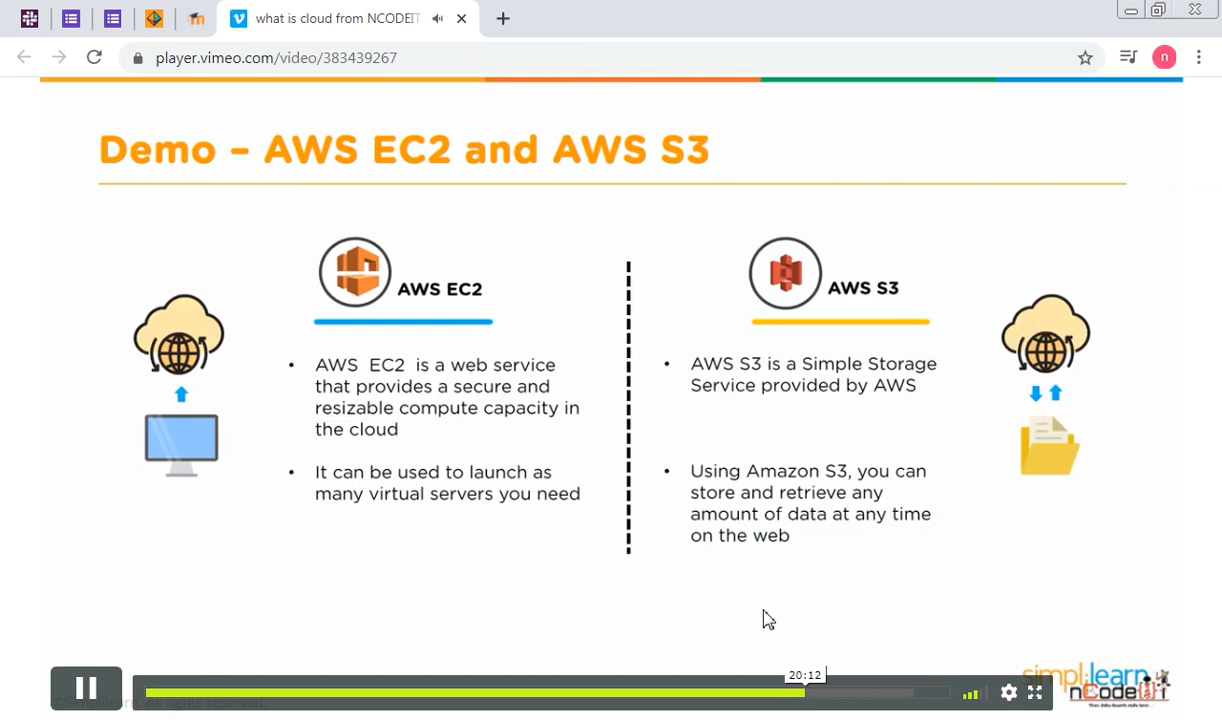 what is cloud from NCODEIT
player.vimeo.com/video/383439267
n
Demo – AWS EC2 and AWS S3
AWS EC2
AWS S3
• AWS EC2 is a web service
that provides a secure and
resizable compute capacity in
the cloud
• It can be used to launch as
many virtual servers you need
• AWS S3 is a Simple Storage
Service provided by AWS
• Using Amazon S3, you can
store and retrieve any
amount of data at any time
on the web
20:12
simplilearn
©Simplilearn. all rights reserved.